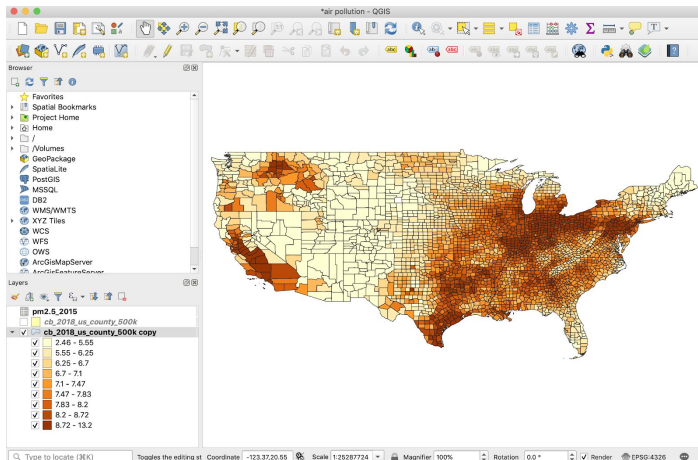 *air pollution - QGIS
Browser
Favorites
Spatial Bookmarks
Project Home
Home
/
/Volumes
GeoPackage
SpatiaLite
PostGIS
MSSQL
DB2
WMS/WMTS
XYZ Tiles
WCS
WFS
OWS
ArcGisMapServer
ArcGisFeatureServer
Layers
pm2.5_2015
cb_2018_us_county_500k
cb_2018_us_county_500k copy
2.46 - 5.55
5.55 - 6.25
6.25 - 6.7
6.7 - 7.1
7.1 - 7.47
7.47 - 7.83
7.83 - 8.2
8.2 - 8.72
8.72 - 13.2
Type to locate (⌘K) Toggles the editing st Coordinate -123.37,20.55 Scale 1:25287724 Magnifier 100% Rotation 0.0 ° Render EPSG:4326